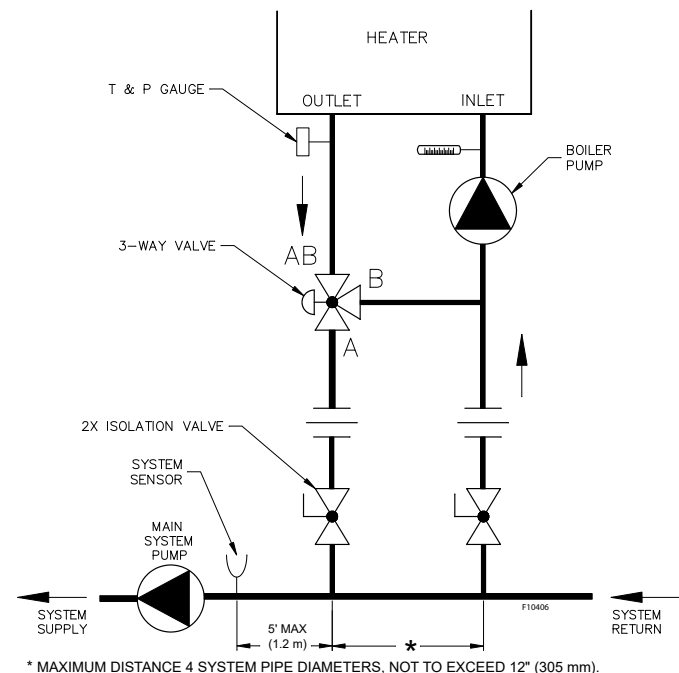 HEATER
T & P GAUGE
OUTLET
INLET
BOILER
PUMP
3-WAY VALVE
AB
B
A
2X ISOLATION VALVE
SYSTEM
SENSOR
MAIN
SYSTEM
PUMP
F10406
SYSTEM
SUPPLY
5' MAX
(1.2 m)
*
SYSTEM
RETURN
* MAXIMUM DISTANCE 4 SYSTEM PIPE DIAMETERS, NOT TO EXCEED 12" (305 mm).